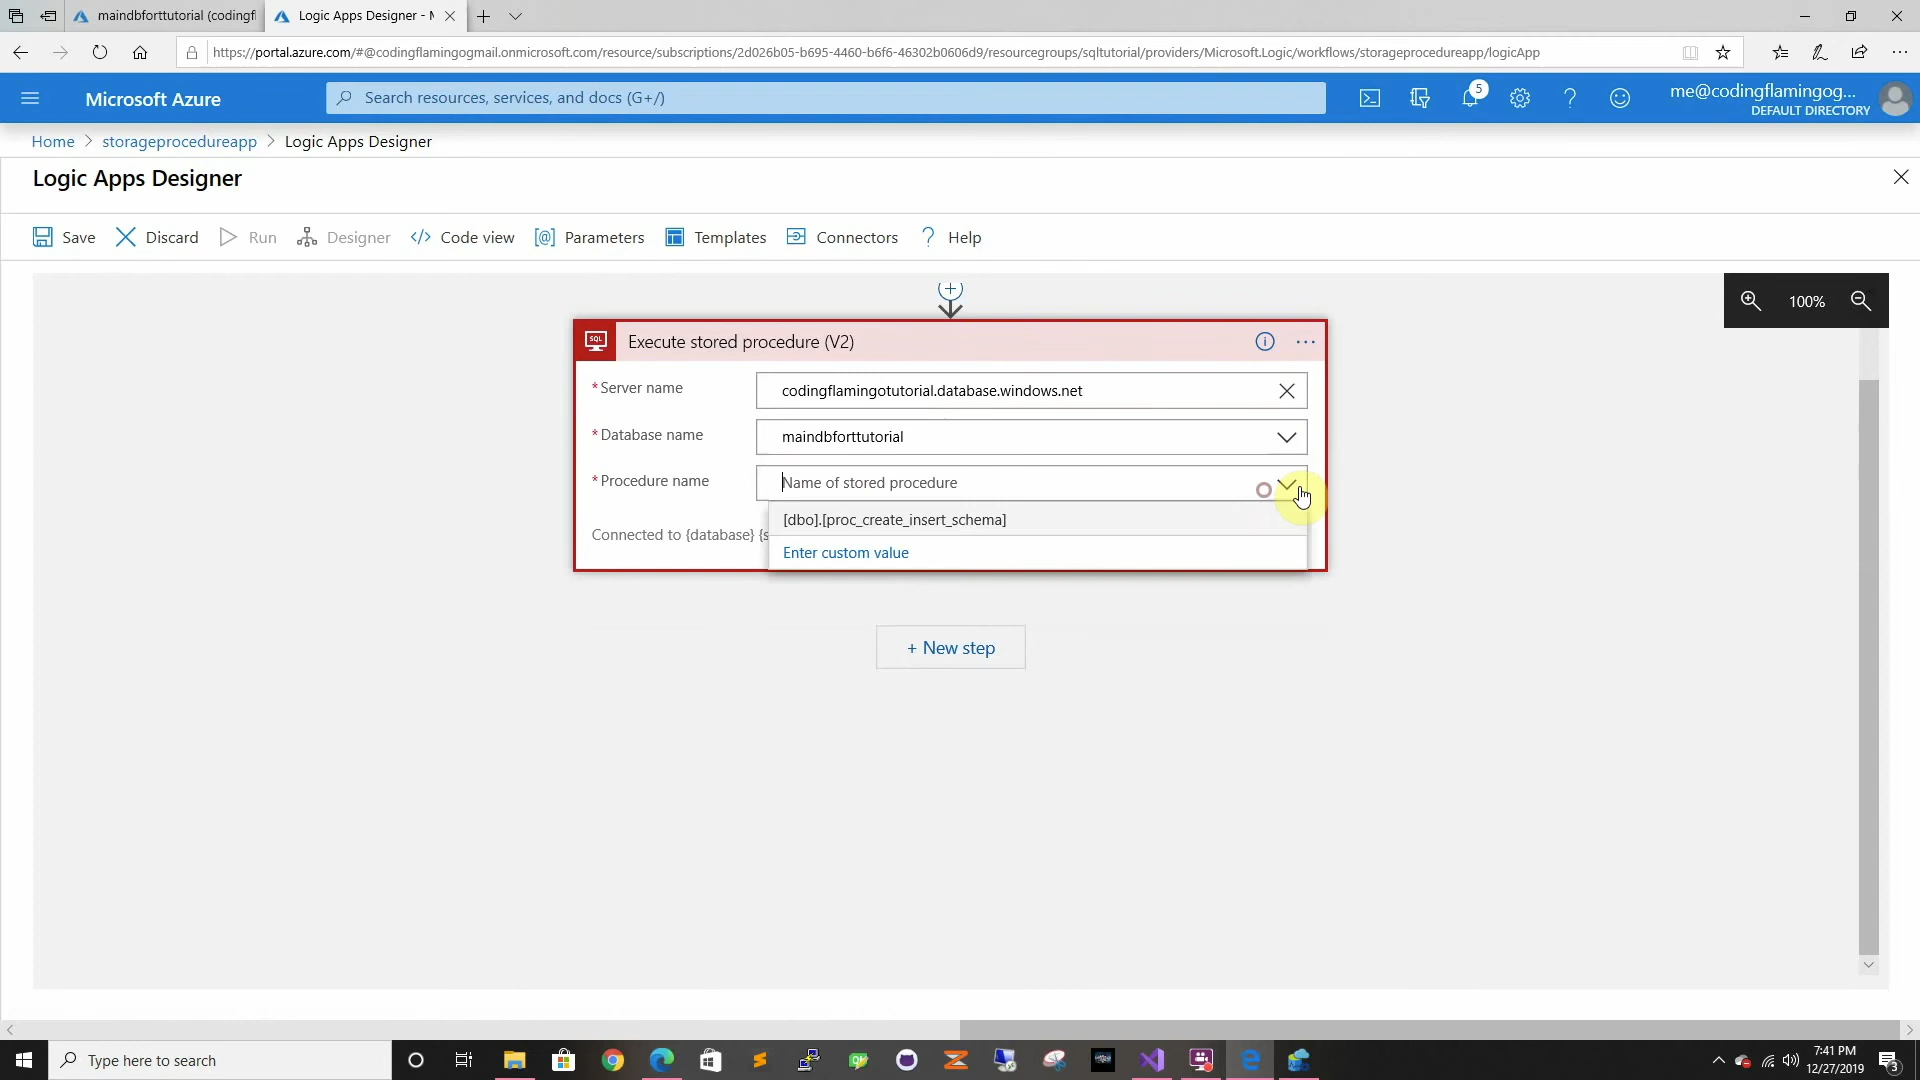 maindbforttutorial (codingfl
Logic Apps Designer - M
https://portal.azure.com/#@codingflamingogmail.onmicrosoft.com/resource/subscriptions/2d026b05-b695-4460-b6f6-46302b0606d9/resourcegroups/sqltutorial/providers/Microsoft.Logic/workflows/storageprocedureapp/logicApp
Microsoft Azure
Search resources, services, and docs (G+/)
5
me@codingflamingog...
DEFAULT DIRECTORY
Home > storageprocedureapp > Logic Apps Designer
Logic Apps Designer
Save Discard Run Designer Code view Parameters Templates Connectors Help
100%
SQL
Execute stored procedure (V2)
* Server name
codingflamingotutorial.database.windows.net
* Database name
maindbforttutorial
* Procedure name
Name of stored procedure
[dbo].[proc_create_insert_schema]
Connected to {database} {s
Enter custom value
+ New step
Type here to search
7:41 PM
12/27/2019
3